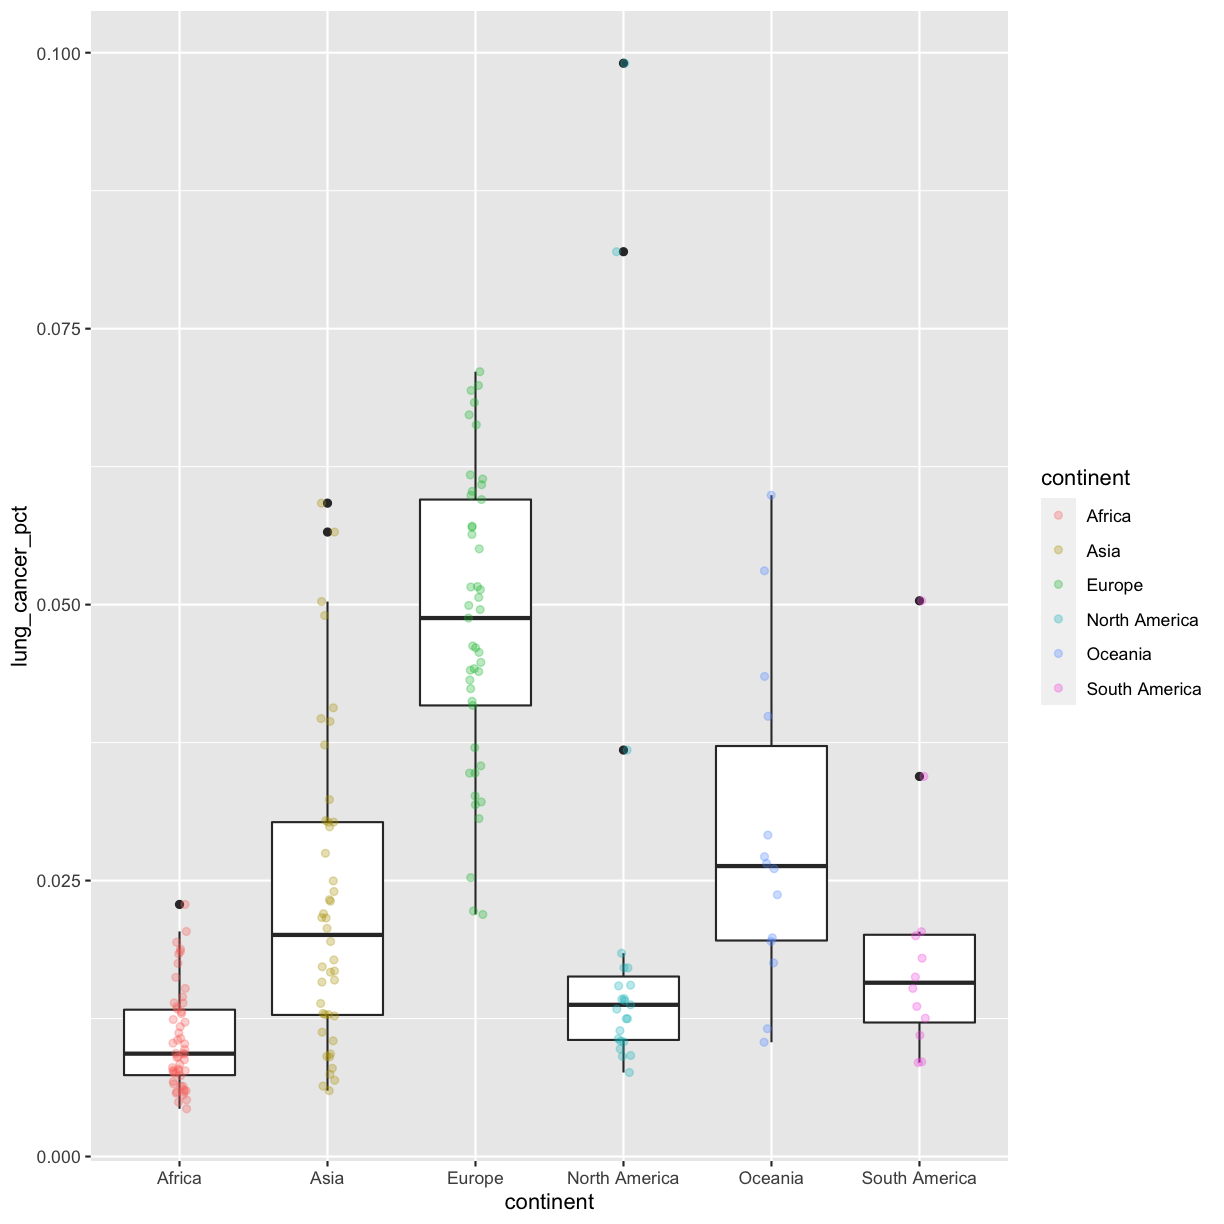 0.100
0.075
0.050
0.025
0.000
lung_cancer_pct
Africa
Asia
Europe
North America
Oceania
South America
continent
continent
Africa
Asia
Europe
North America
Oceania
South America